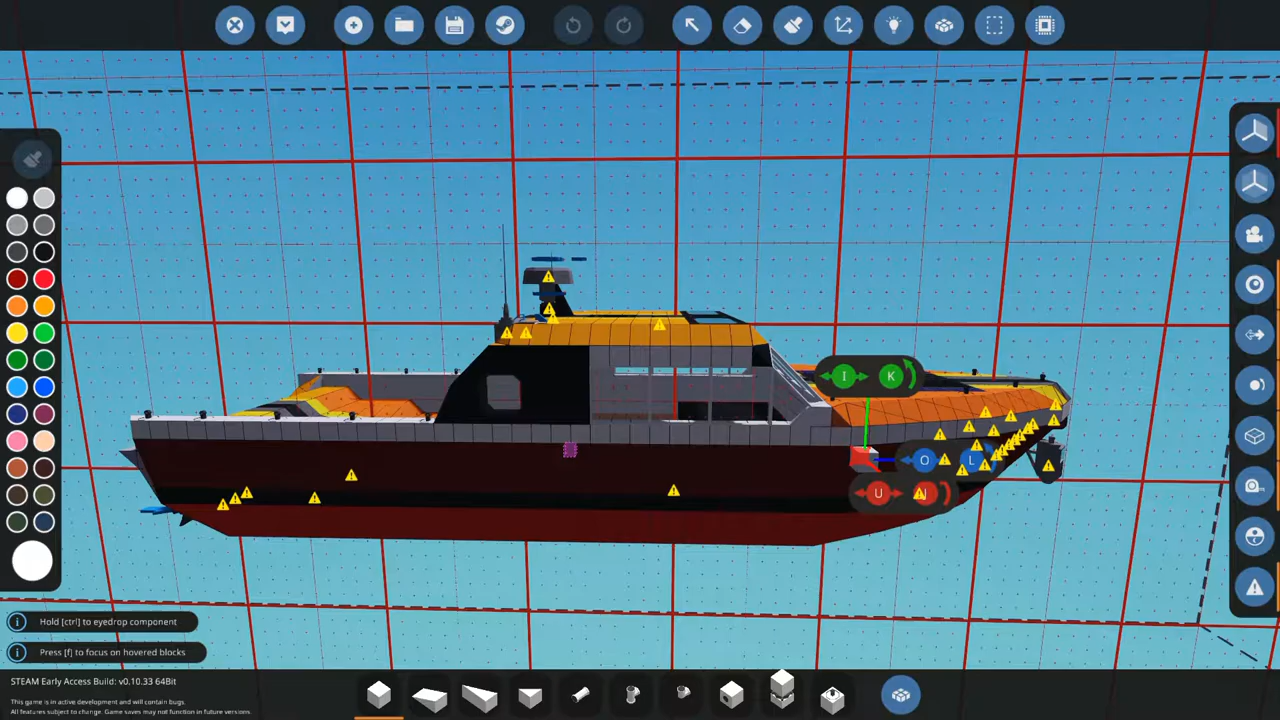 I
K
O
L
U
Hold [ctrl] to eyedrop component
Press [f] to focus on hovered blocks
STEAM Early Access Build: v0.10.33 64Bit
This game is in active development and will contain bugs.
All features subject to change. Game saves may not function in future versions.